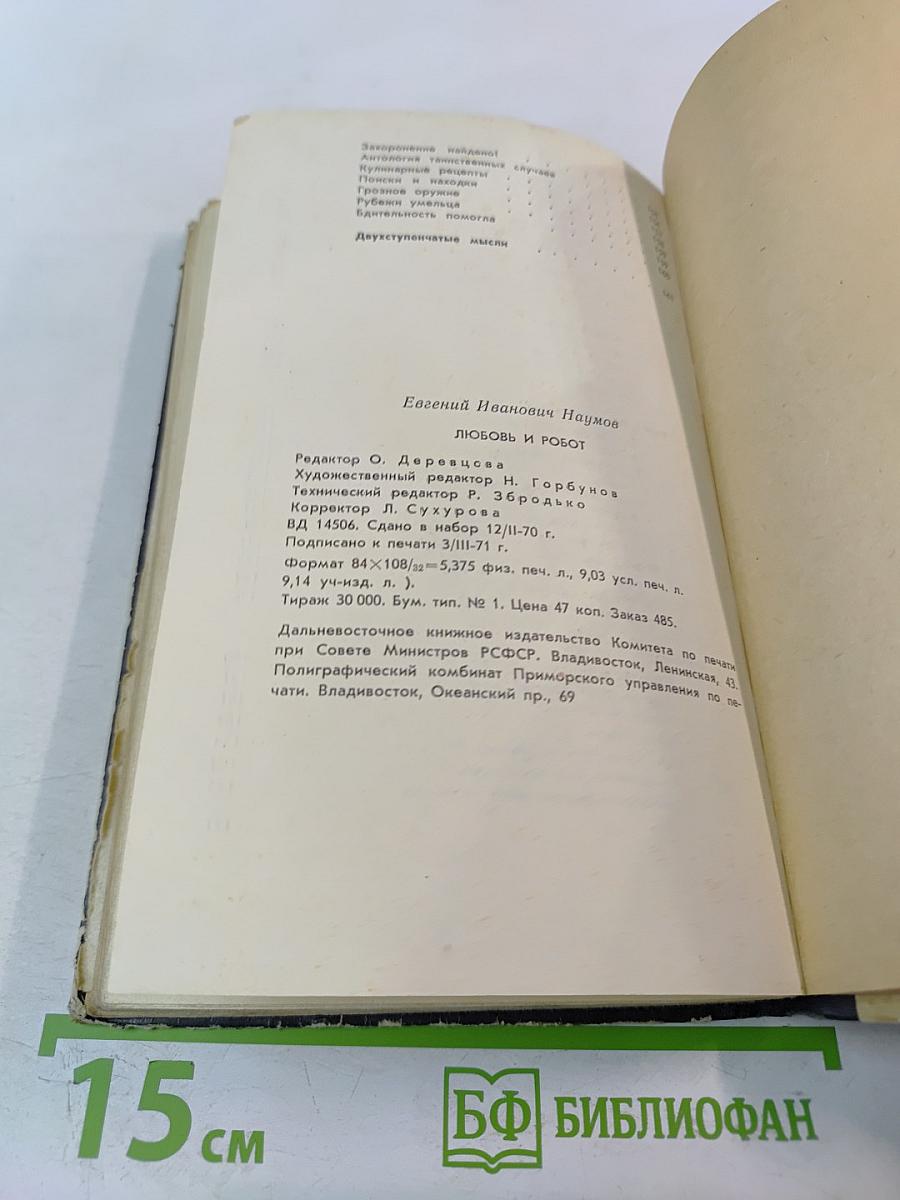 Захоронение найдено!
Антология таинственных случаев
Кулинарные рецепты
Поиски и находки
Грозное оружие
Рубежи умельца
Бдительность помогла
Двухступенчатые мысли
Евгений Иванович Наумов
ЛЮБОВЬ И РОБОТ
Редактор О. Деревцова
Художественный редактор Н. Горбунов
Технический редактор Р. Збродько
Корректор Л. Сухурова
ВД 14506. Сдано в набор 12/II-70 г.
Подписано к печати 3/III-71 г.
Формат 84×108/32=5,375 физ. печ. л., 9,03 усл. печ. л.
9,14 уч-изд. л. ).
Тираж 30 000. Бум. тип. № 1. Цена 47 коп. Заказ 485.
Дальневосточное книжное издательство Комитета по печати
при Совете Министров РСФСР. Владивосток, Ленинская, 43.
Полиграфический комбинат Приморского управления по пе-
чати. Владивосток, Океанский пр., 69
15 см
БФ БИБЛИОФАН